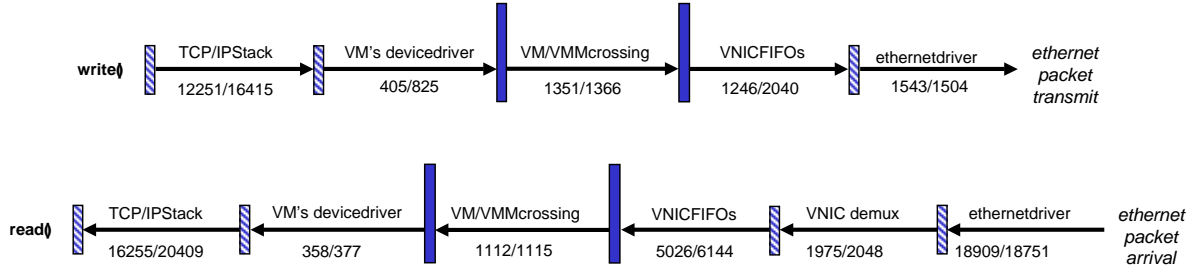 TCP/IPStack VM's devicedriver VM/VMMcrossing VNICFIFOs ethernetdriver
write() ethernet
packet
transmit
12251/16415 405/825 1351/1366 1246/2040 1543/1504
TCP/IPStack VM's devicedriver VM/VMMcrossing VNICFIFOs VNIC demux ethernetdriver
read() ethernet
packet
arrival
16255/20409 358/377 1112/1115 5026/6144 1975/2048 18909/18751